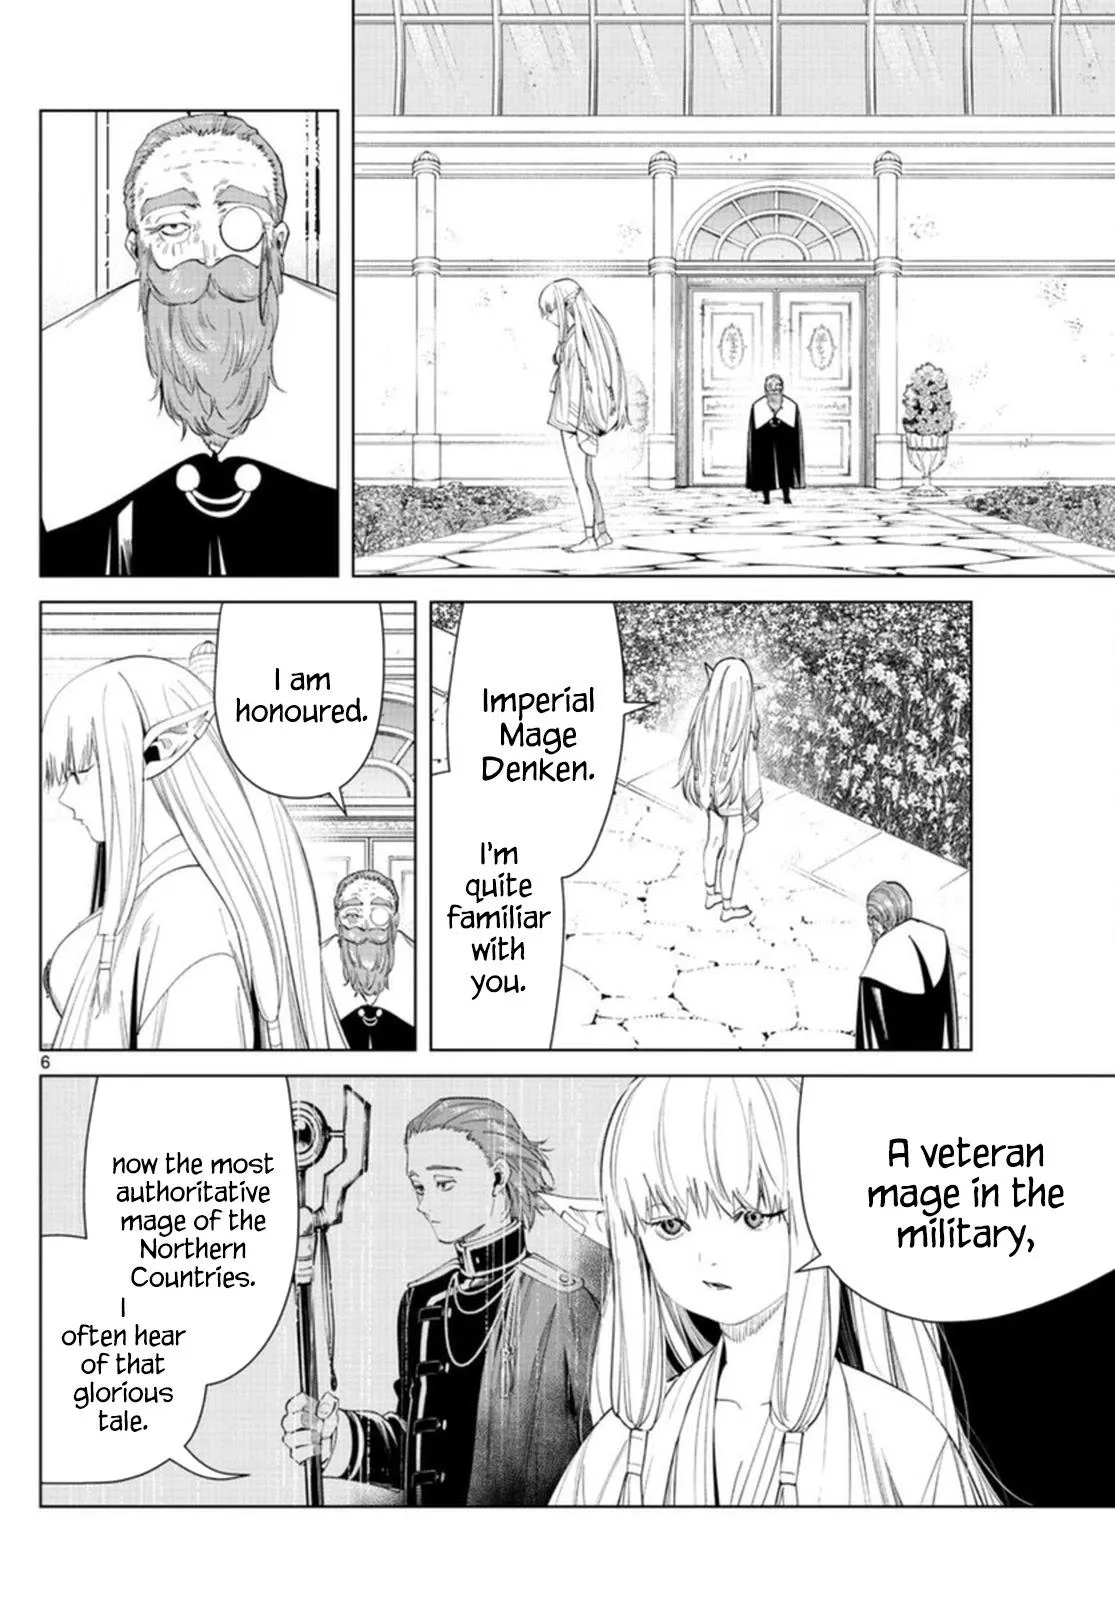 Imperial
Mage
Denken.
I'm
quite
familiar
with
you.
I am
honoured.
6
A veteran
mage in the
military,
now the most
authoritative
mage of the
Northern
Countries.
I
often hear
of that
glorious
tale.